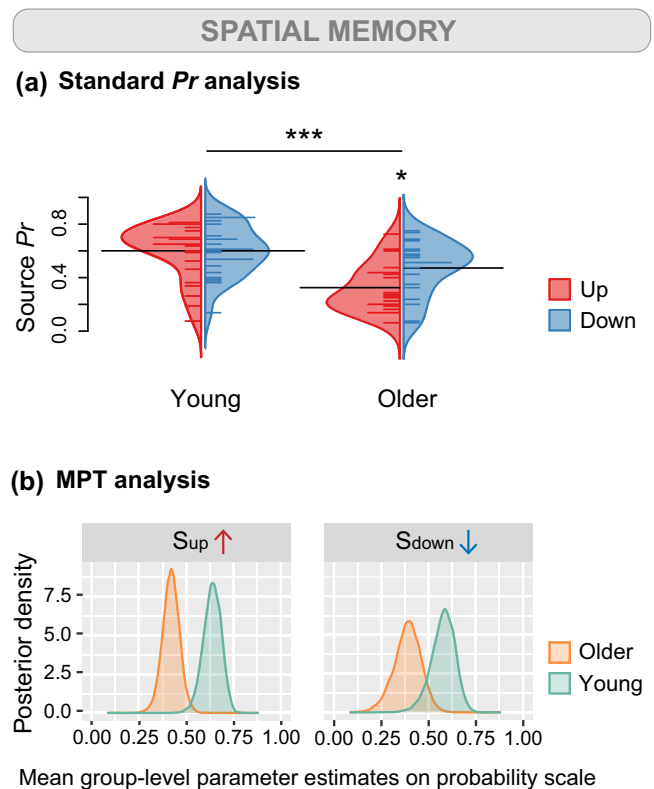 SPATIAL MEMORY
(a) Standard Pr analysis
***
*
Source Pr
0.8
0.4
0.0
Up
Down
Young Older
(b) MPT analysis
Sup ↑ Sdown ↓
Posterior density
7.5
5.0
2.5
0.0
Older
Young
0.00 0.25 0.50 0.75 1.00 0.00 0.25 0.50 0.75 1.00
Mean group-level parameter estimates on probability scale